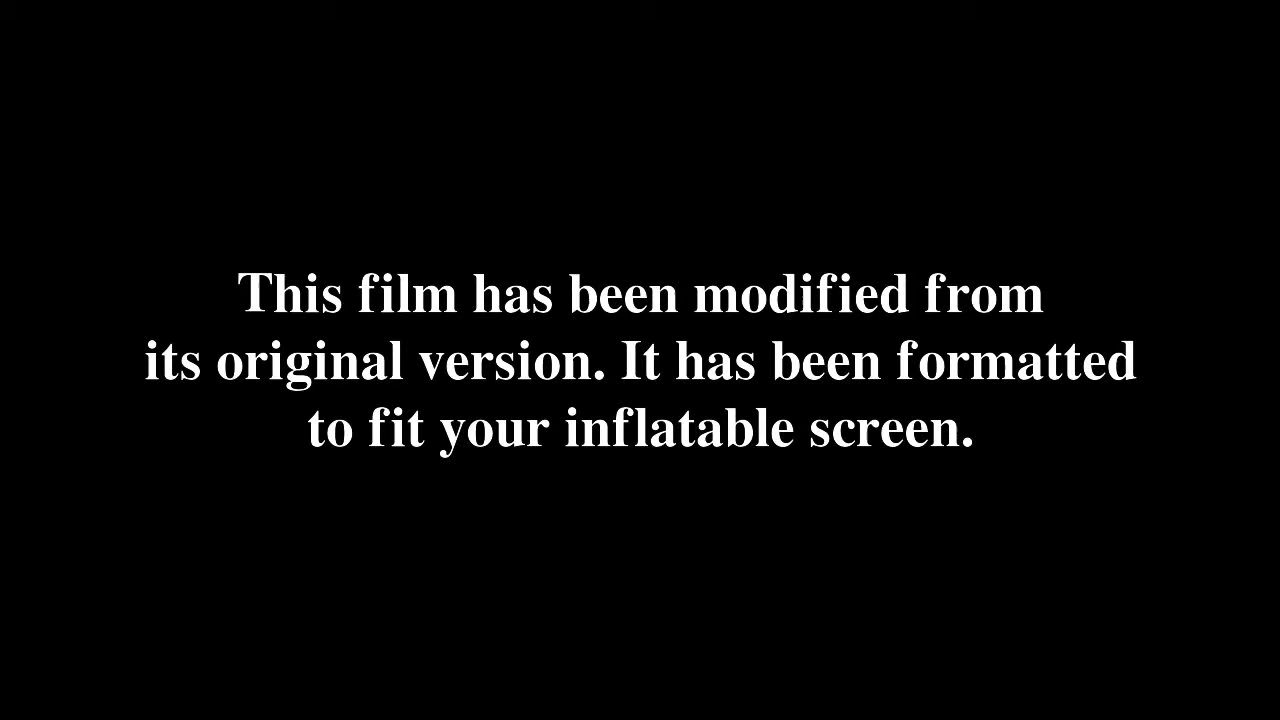 This film has been modified from
its original version. It has been formatted
to fit your inflatable screen.